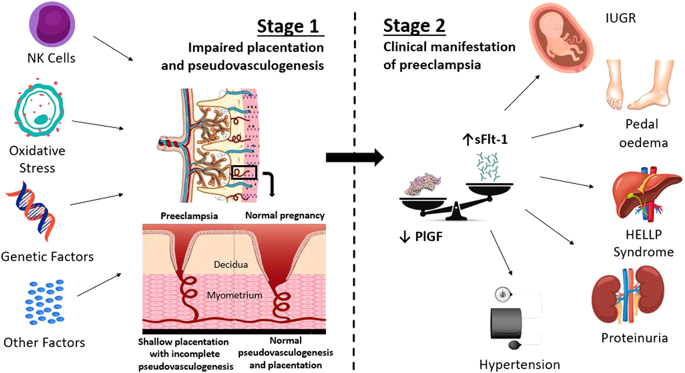 NK Cells
Oxidative
Stress
Genetic Factors
Other Factors
Stage 1
Impaired placentation
and pseudovasculogenesis
Preeclampsia
Normal pregnancy
Decidua
Myometrium
Shallow placentation
with incomplete
pseudovasculogenesis
Normal
pseudovasculogenesis
and placentation
Stage 2
Clinical manifestation
of preeclampsia
↑sFlt-1
↓ PlGF
IUGR
Pedal
oedema
HELLP
Syndrome
Proteinuria
Hypertension